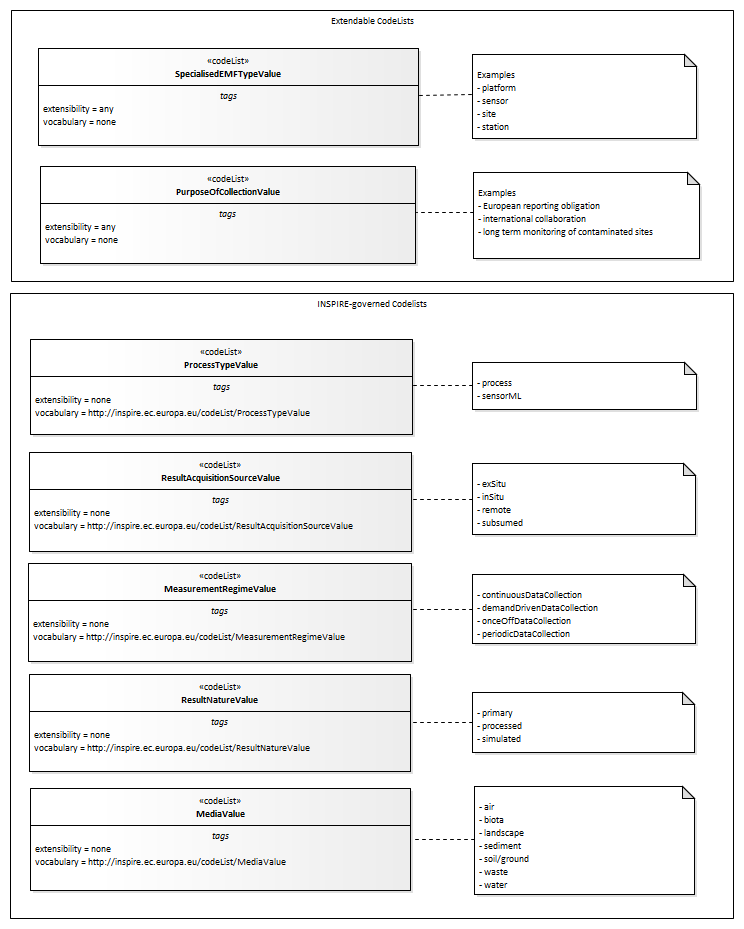 Extendable CodeLists
«codeList»
SpecialisedEMFTypeValue
tags
extensibility = any
vocabulary = none
Examples
- platform
- sensor
- site
- station
«codeList»
PurposeOfCollectionValue
tags
extensibility = any
vocabulary = none
Examples
- European reporting obligation
- international collaboration
- long term monitoring of contaminated sites
INSPIRE-governed Codelists
«codeList»
ProcessTypeValue
tags
extensibility = none
vocabulary = http://inspire.ec.europa.eu/codeList/ProcessTypeValue
- process
- sensorML
«codeList»
ResultAcquisitionSourceValue
tags
extensibility = none
vocabulary = http://inspire.ec.europa.eu/codeList/ResultAcquisitionSourceValue
- exSitu
- inSitu
- remote
- subsumed
«codeList»
MeasurementRegimeValue
tags
extensibility = none
vocabulary = http://inspire.ec.europa.eu/codeList/MeasurementRegimeValue
- continuousDataCollection
- demandDrivenDataCollection
- onceOffDataCollection
- periodicDataCollection
«codeList»
ResultNatureValue
tags
extensibility = none
vocabulary = http://inspire.ec.europa.eu/codeList/ResultNatureValue
- primary
- processed
- simulated
«codeList»
MediaValue
tags
extensibility = none
vocabulary = http://inspire.ec.europa.eu/codeList/MediaValue
- air
- biota
- landscape
- sediment
- soil/ground
- waste
- water